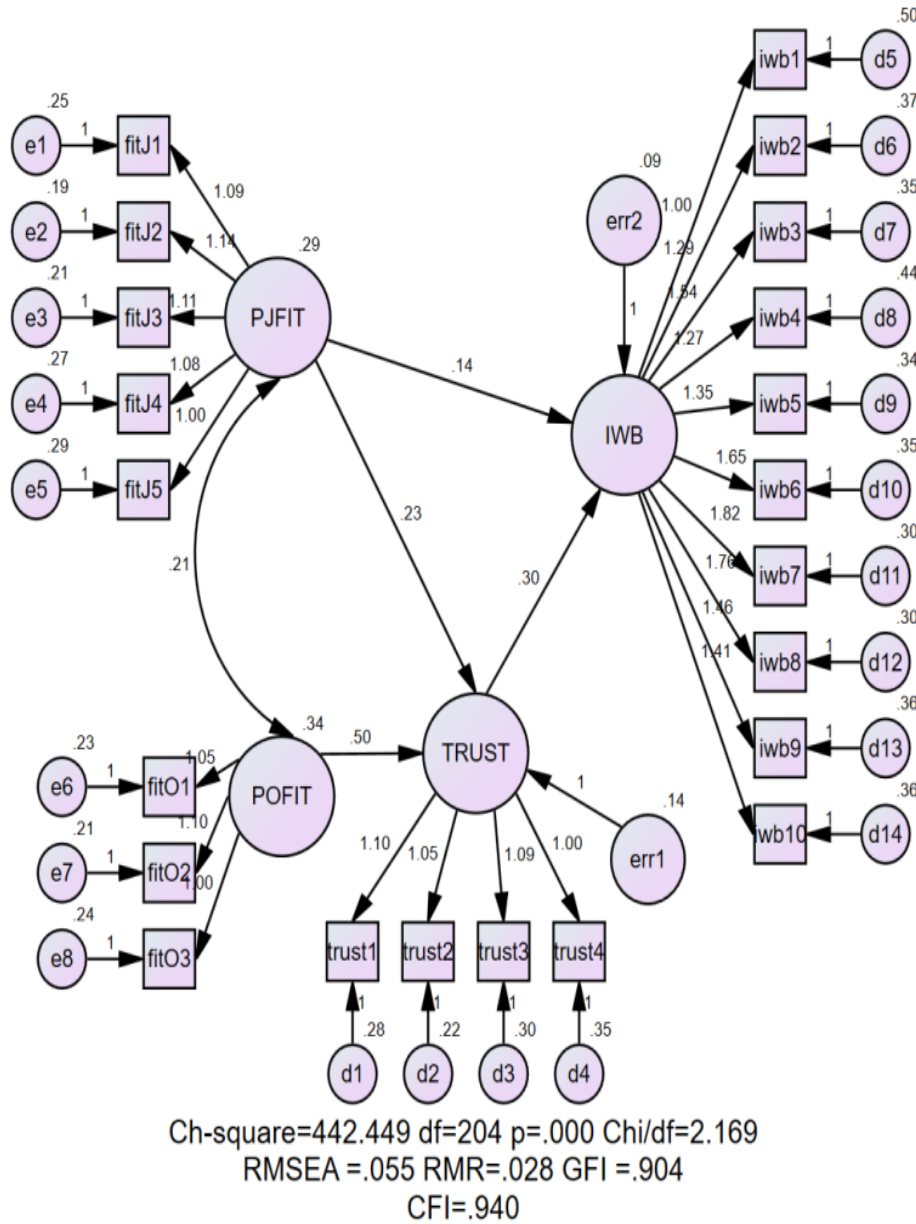 .25
e1 1 fitJ1
.19
e2 1 fitJ2
.21
e3 1 fitJ3
.27
e4 1 fitJ4
.29
e5 1 fitJ5
1.09
1.14
1.11
1.08
1.00
.29
PJFIT
.14
.23
.21
.09
err2
1
IWB
.30
1.00
1.29
1.54
1.27
1.35
1.65
1.82
1.76
1.46
1.41
.50
iwb1 1 d5
.37
iwb2 1 d6
.35
iwb3 1 d7
.44
iwb4 1 d8
.34
iwb5 1 d9
.35
iwb6 1 d10
.30
iwb7 1 d11
.30
iwb8 1 d12
.36
iwb9 1 d13
.36
iwb10 1 d14
.34
POFIT
.50
TRUST
1
.14
err1
.23
e6 1 fitO1
.21
e7 1 fitO2
.24
e8 1 fitO3
1.05
1.10
1.00
1.10 1.05 1.09 1.00
trust1 trust2 trust3 trust4
1 1 1 1
.28 .22 .30 .35
d1 d2 d3 d4
Ch-square=442.449 df=204 p=.000 Chi/df=2.169
RMSEA =.055 RMR=.028 GFI =.904
CFI=.940